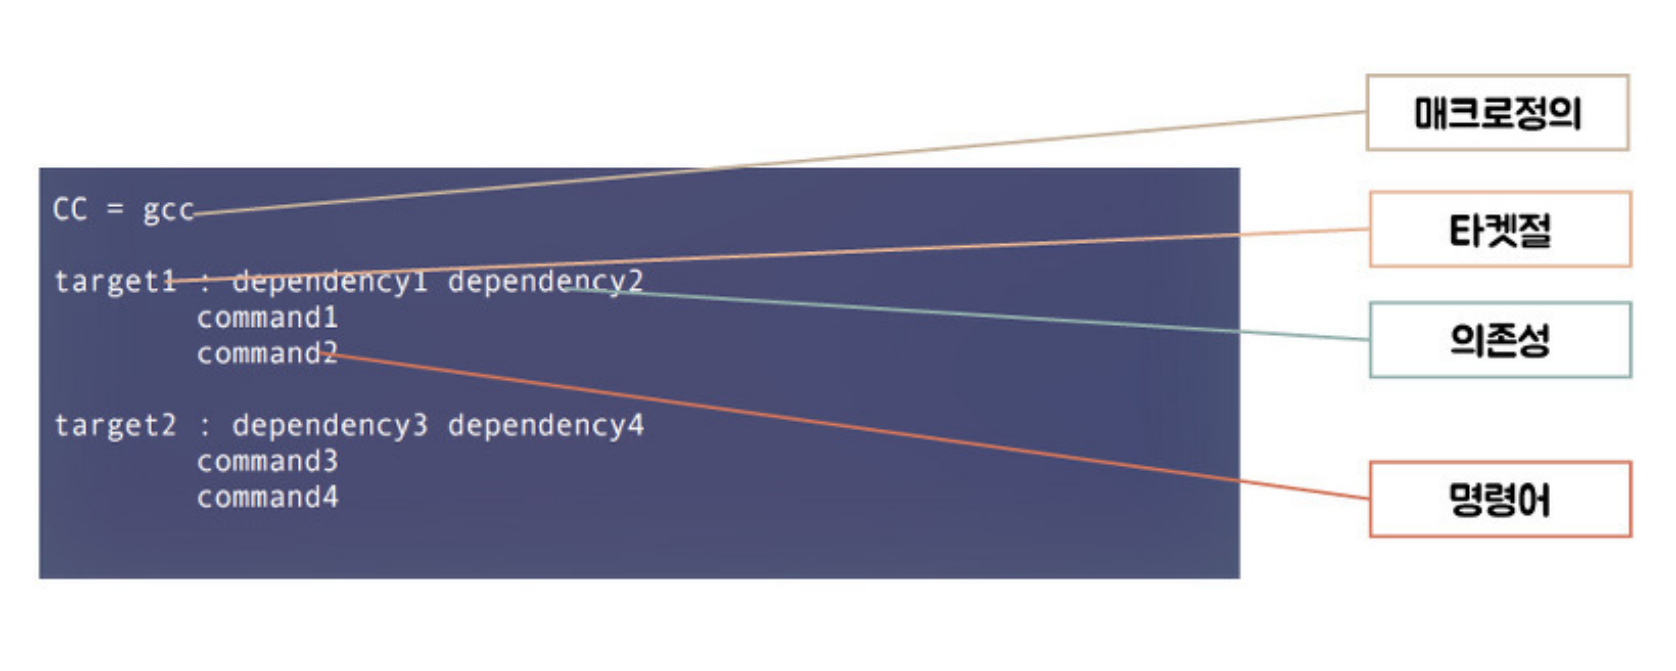 매크로정의
CC = gcc
타켓절
target1 : dependency1 dependency2
command1
의존성
command2
target2 : dependency3 dependency4
command3
command4
명령어